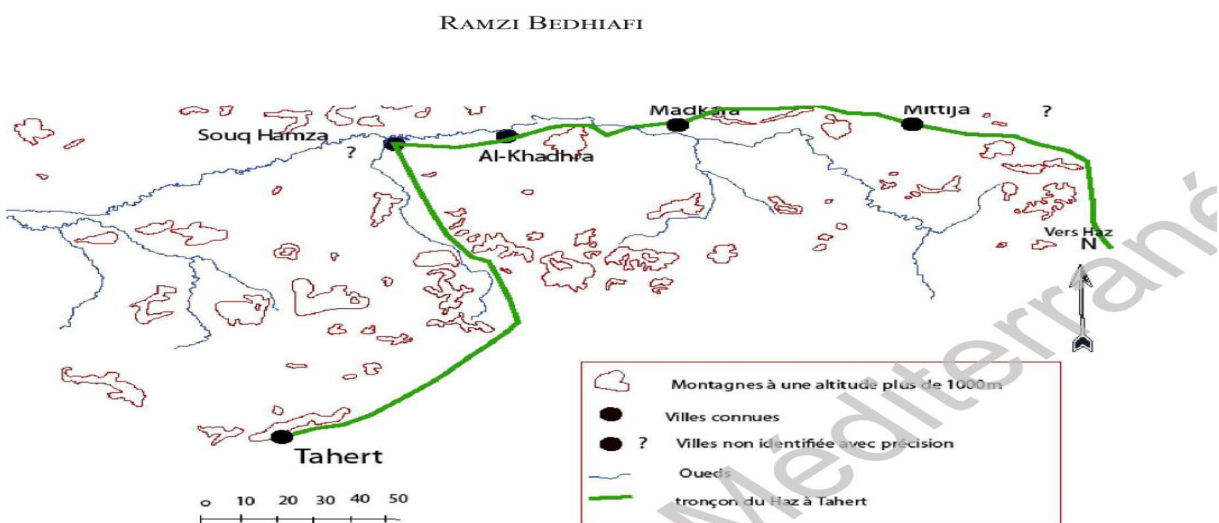 RAMZI BEDHIAFI
Madkara
Mittija
?
Souq Hamza
?
Al-Khadhra
Vers Haz
N
Montagnes à une altitude plus de 1000m
Villes connues
? Villes non identifiée avec précision
Oueds
tronçon du Haz à Tahert
Tahert
0 10 20 30 40 50
Méditerrané